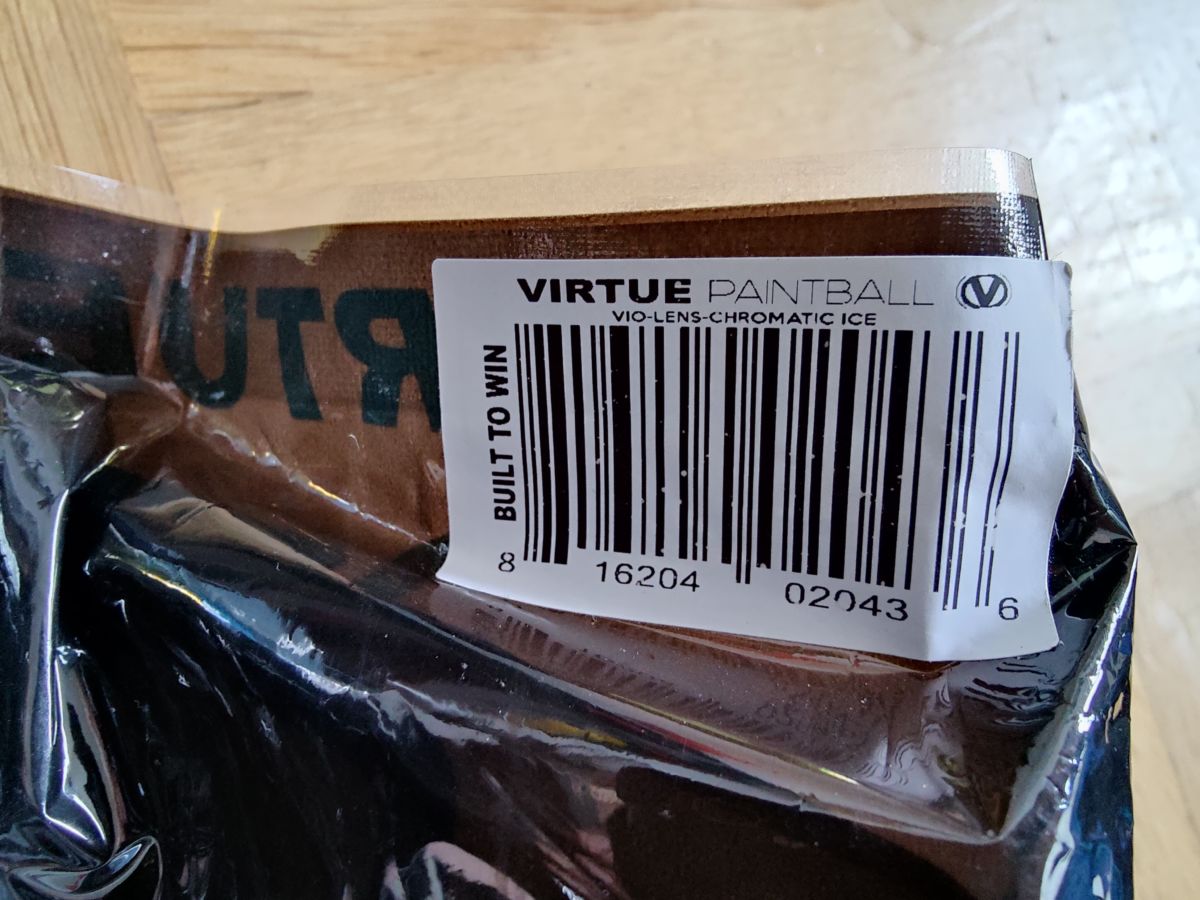 VIRTUE PAINTBALL
VIO-LENS-CHROMATIC ICE
BUILT TO WIN
8 16204 02043 6